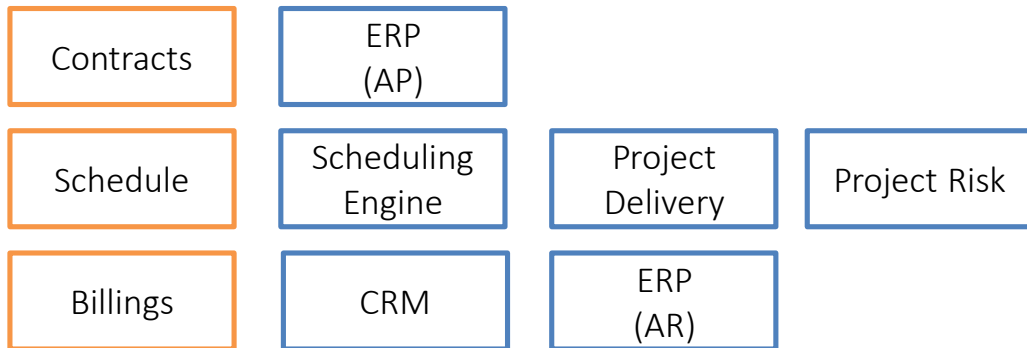 Contracts
ERP
(AP)
Schedule
Scheduling
Engine
Project
Delivery
Project Risk
Billings
CRM
ERP
(AR)